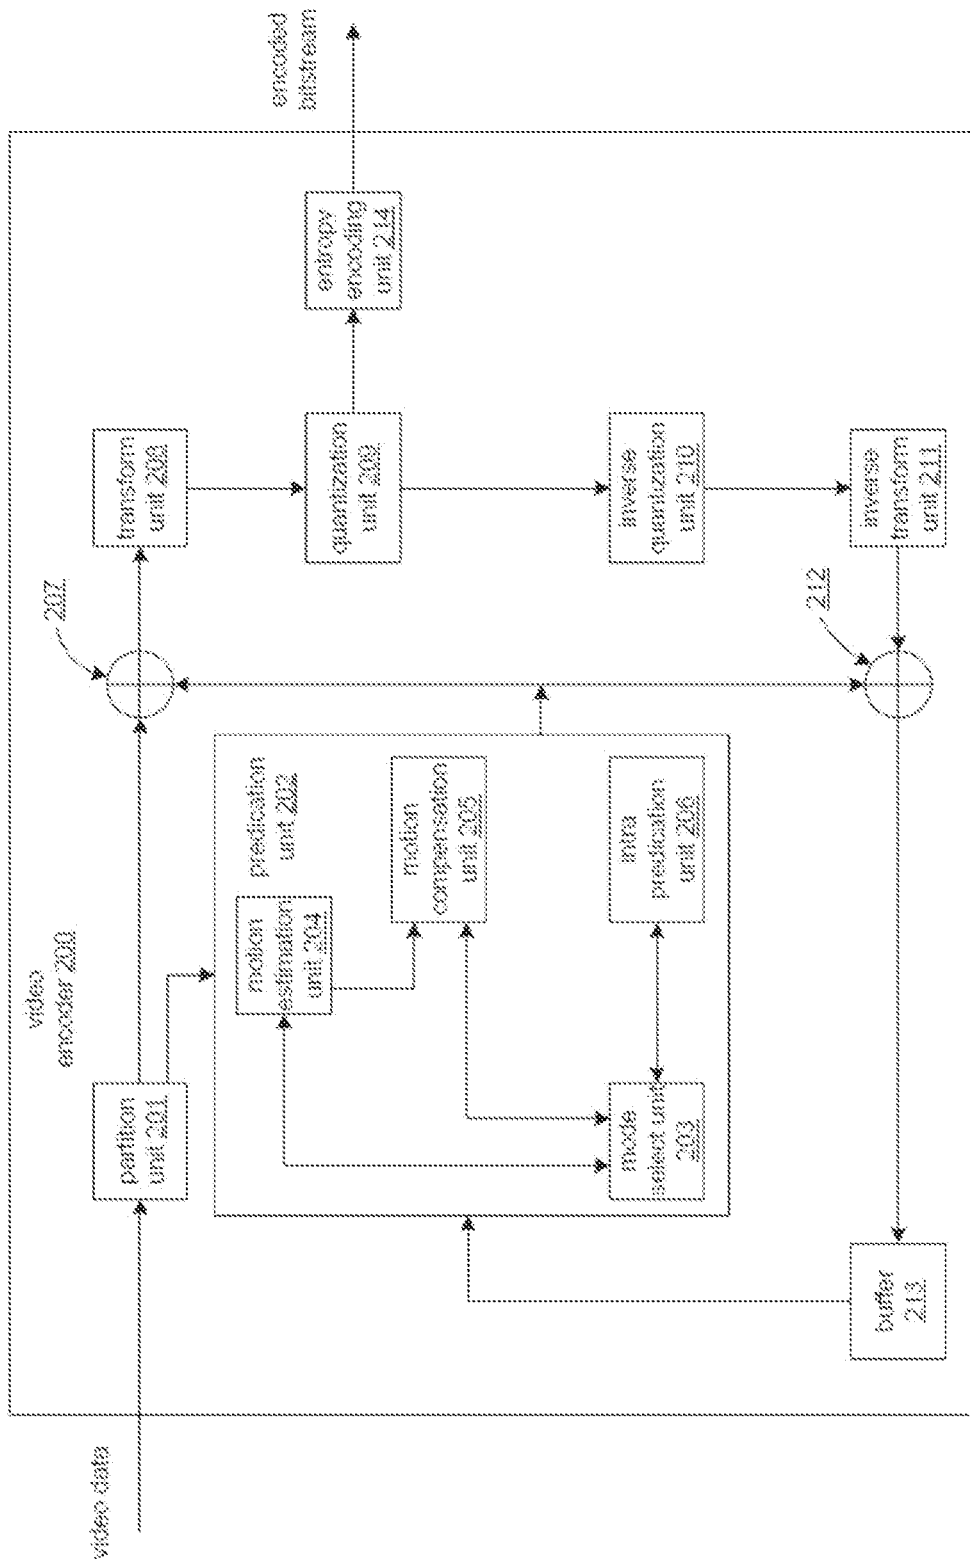 video data
video
encoder 200
partition
unit 201
207
transform
unit 208
encoded
bitstream
predication
unit 202
motion
estimation
unit 204
quantization
unit 209
entropy
encoding
unit 214
motion
compensation
unit 205
mode
select unit
203
intra
predication
unit 206
inverse
quantization
unit 210
buffer
213
212
inverse
transform
unit 211